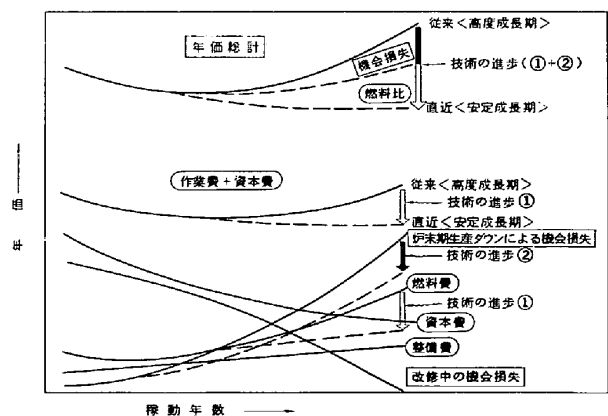 年価総計
従来<高度成長期>
機会損失
技術の進歩(①+②)
燃料比
直近<安定成長期>
作業費+資本費
従来<高度成長期>
技術の進歩①
直近<安定成長期>
炉末期生産ダウンによる機会損失
技術の進歩②
燃料費
技術の進歩①
資本費
整備費
改修中の機会損失
年価
稼動年数